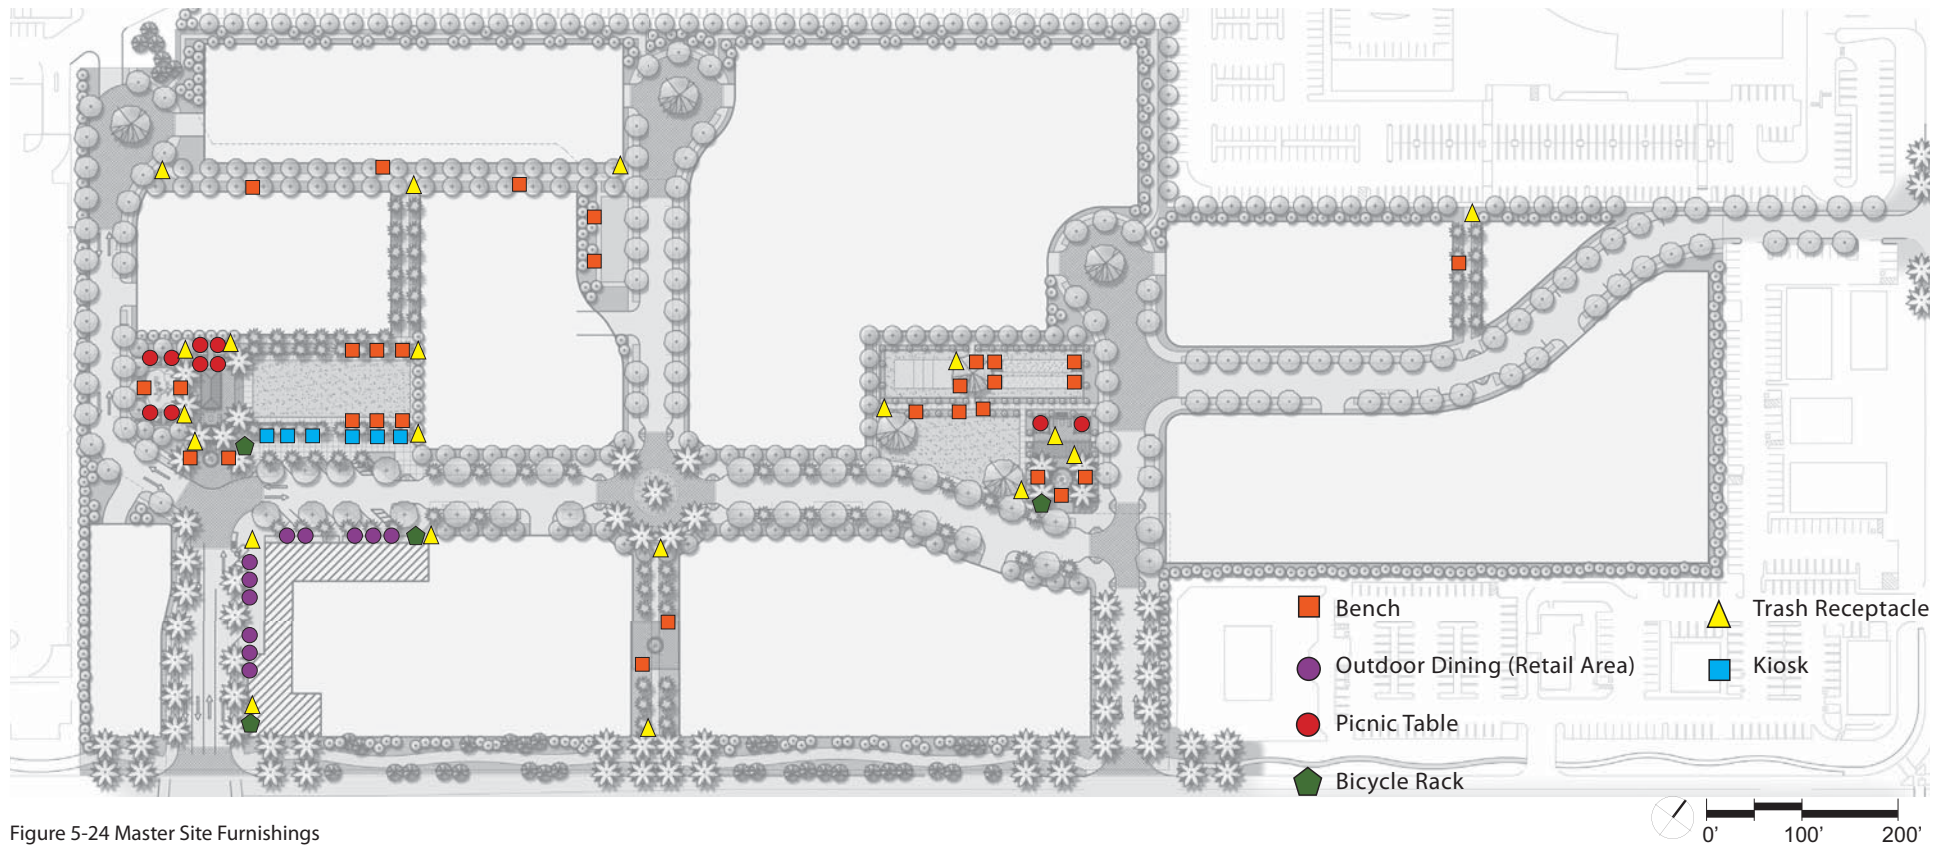 Bench
Trash Receptacle
Outdoor Dining (Retail Area)
Kiosk
Picnic Table
Bicycle Rack
0' 100' 200'
Figure 5-24 Master Site Furnishings